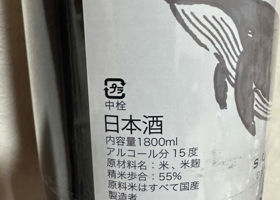 プラ
中栓
日本酒
内容量1800ml
アルコール分15度
原材料名：米、米麹
精米歩合：55%
原料米はすべて国産
製造者
S